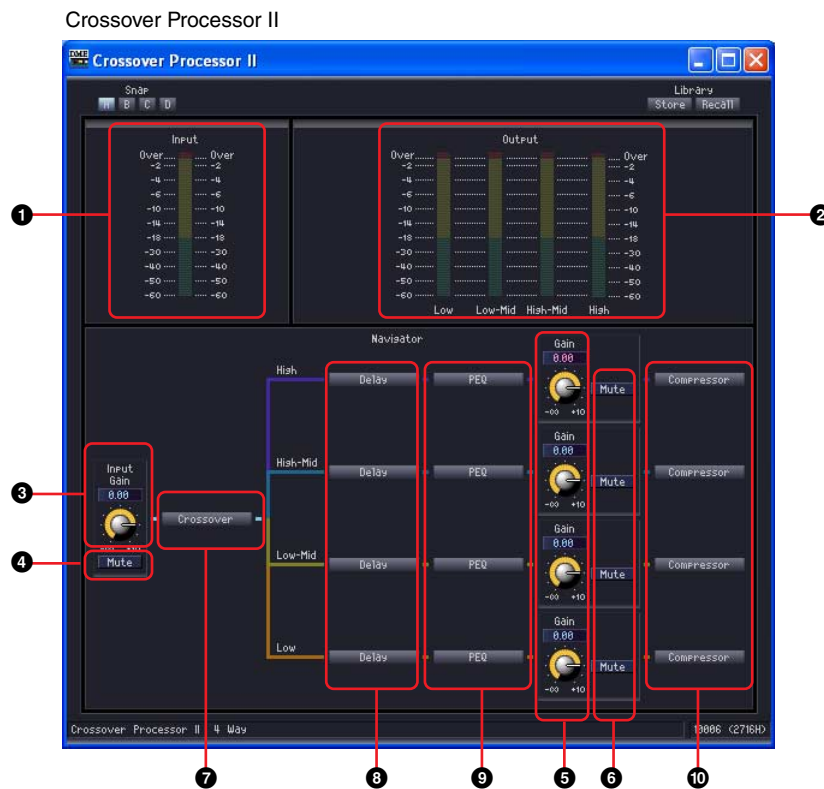 Crossover Processor II
DME
Crossover Processor II
Snap
A B C D
Library
Store Recall
Input
Output
Over Over
-2 -2
-4 -4
-6 -6
-10 -10
-14 -14
-18 -18
-30 -30
-40 -40
-50 -50
-60 -60
Over Over
-2 -2
-4 -4
-6 -6
-10 -10
-14 -14
-18 -18
-30 -30
-40 -40
-50 -50
-60 -60
Low Low-Mid High-Mid High
1
2
Navigator
High
Delay
PEQ
Gain
0.00
-∞ +10
Mute
Compressor
High-Mid
Delay
PEQ
Gain
0.00
-∞ +10
Mute
Compressor
3
Input
Gain
0.00
Crossover
4
Mute
Low-Mid
Delay
PEQ
Gain
0.00
-∞ +10
Mute
Compressor
Low
Delay
PEQ
Gain
0.00
-∞ +10
Mute
Compressor
Crossover Processor II 4 Way
10006 (2716H)
7 8 9 5 6 10